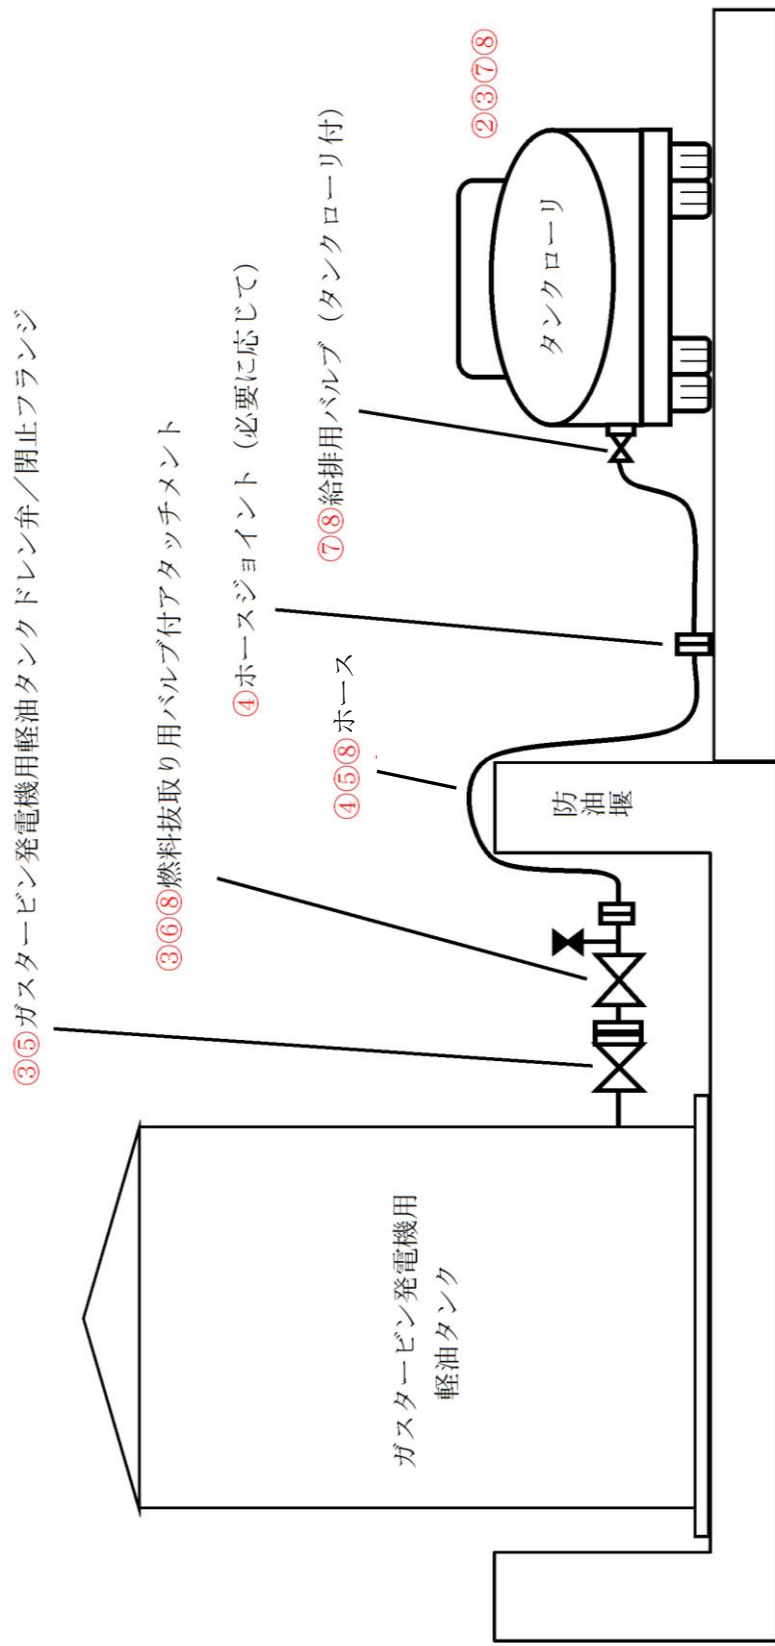 ③⑤ガスタービン発電機用軽油タンクドレン弁／閉止フランジ
③⑥⑧燃料抜取り用バルブ付アタッチメント
④ホースジョイント（必要に応じて）
⑦⑧給排用バルブ（タンクローリ付）
④⑤⑧ホース
②③⑦⑧
タンクローリ
防油堰
ガスタービン発電機用
軽油タンク